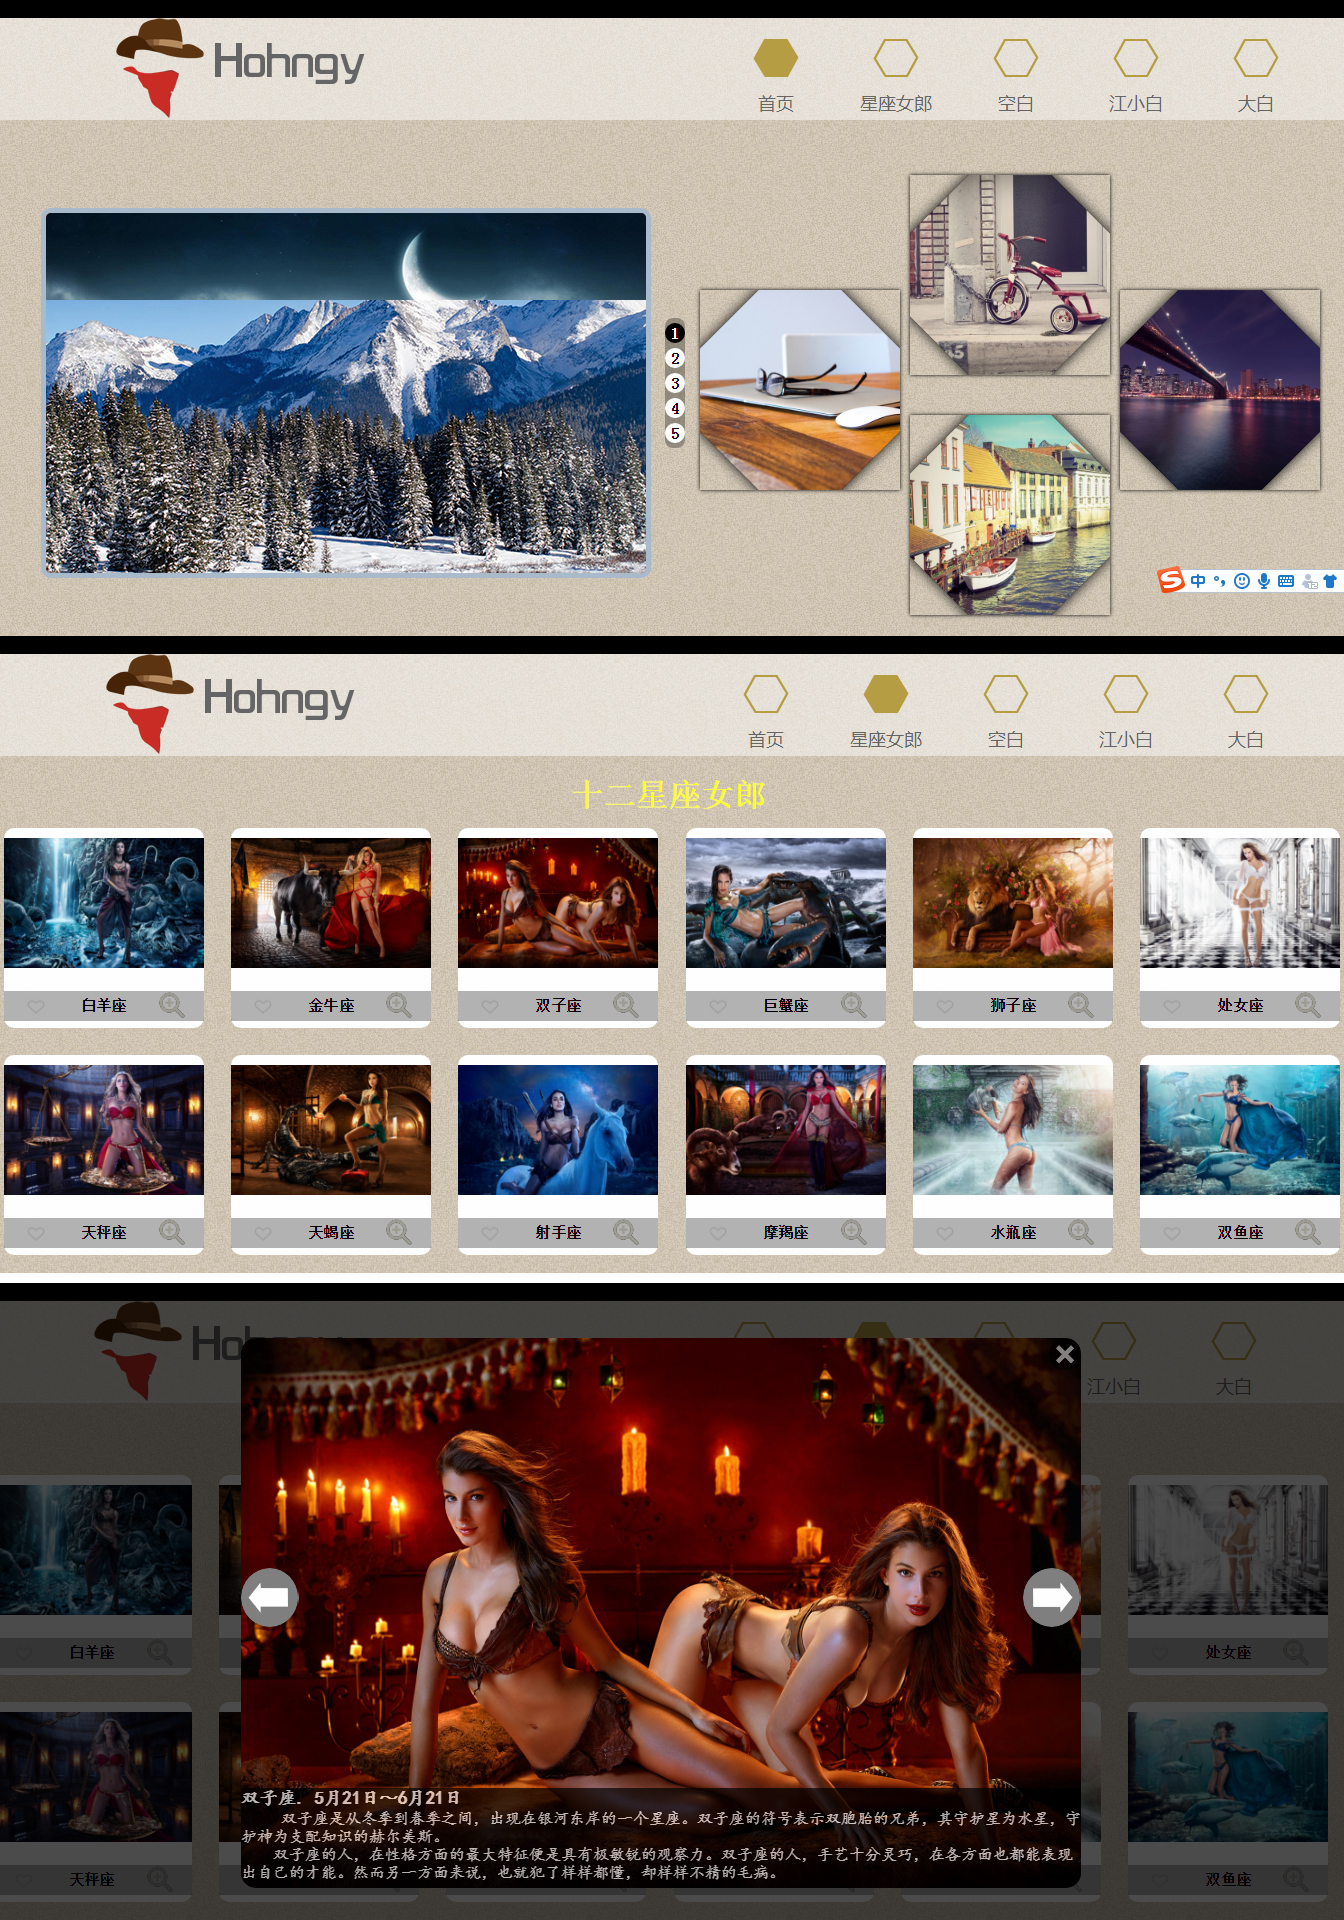 Hohngy
首页 星座女郎 空白 江小白 大白
1
2
3
4
5
中
Hohngy
首页 星座女郎 空白 江小白 大白
十二星座女郎
白羊座 金牛座 双子座 巨蟹座 狮子座 处女座
天秤座 天蝎座 射手座 摩羯座 水瓶座 双鱼座
江小白 大白
白羊座 处女座
天秤座 双鱼座
双子座．5月21日~6月21日
双子座是从冬季到春季之间，出现在银河东岸的一个星座。双子座的符号表示双胞胎的兄弟，其守护星为水星，守
护神为支配知识的赫尔美斯。
双子座的人，在性格方面的最大特征便是具有极敏锐的观察力。双子座的人，手艺十分灵巧，在各方面也都能表现
出自己的才能。然而另一方面来说，也就犯了样样都懂，却样样不精的毛病。